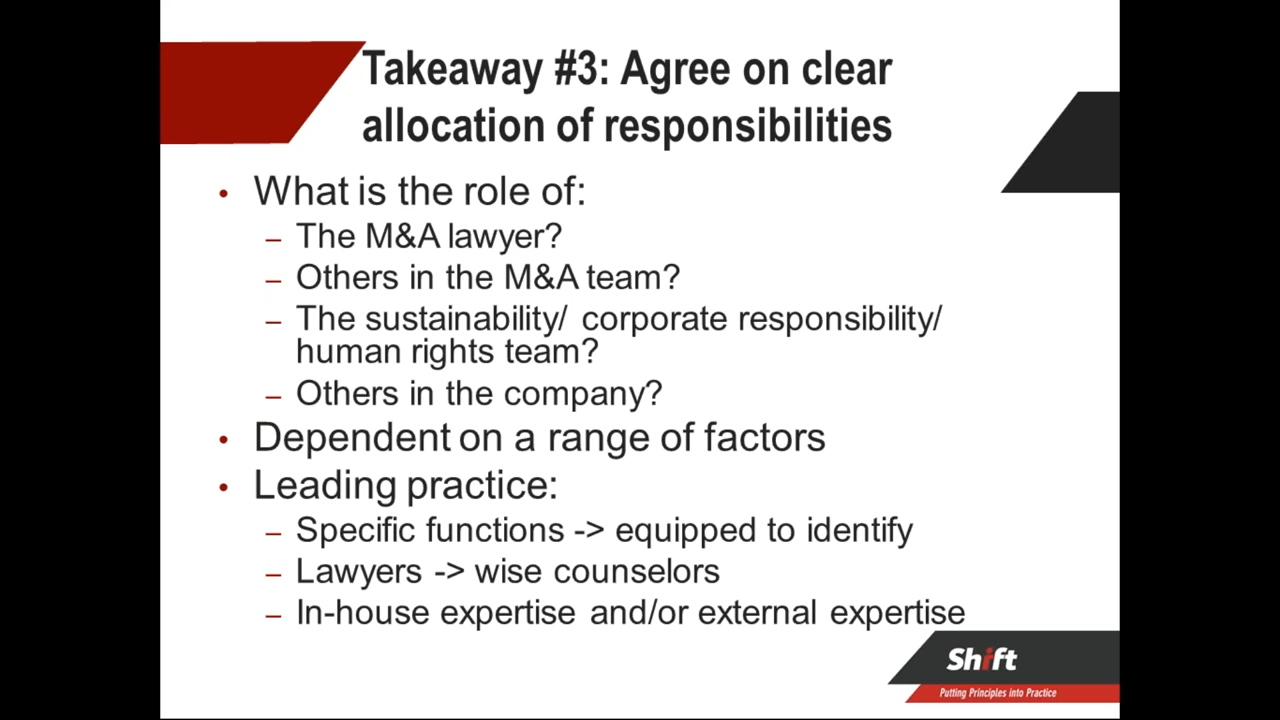 Takeaway #3: Agree on clear
allocation of responsibilities
• What is the role of:
– The M&A lawyer?
– Others in the M&A team?
– The sustainability/ corporate responsibility/
human rights team?
– Others in the company?
• Dependent on a range of factors
• Leading practice:
– Specific functions -> equipped to identify
– Lawyers -> wise counselors
– In-house expertise and/or external expertise
Shift
Putting Principles into Practice